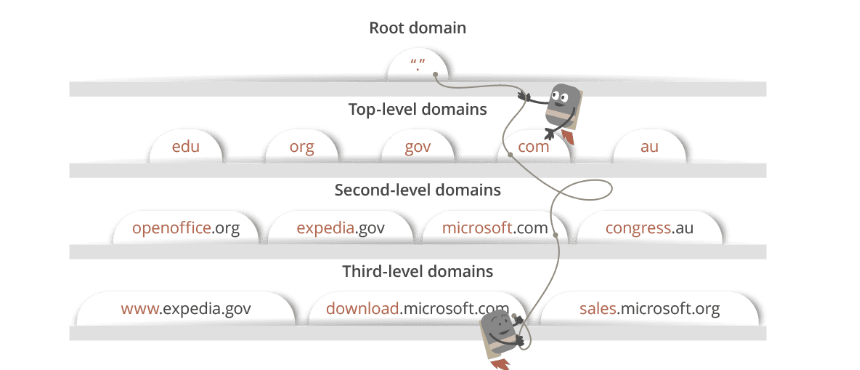 Root domain
“.”
Top-level domains
edu org gov com au
Second-level domains
openoffice.org expedia.gov microsoft.com congress.au
Third-level domains
www.expedia.gov download.microsoft.com sales.microsoft.org